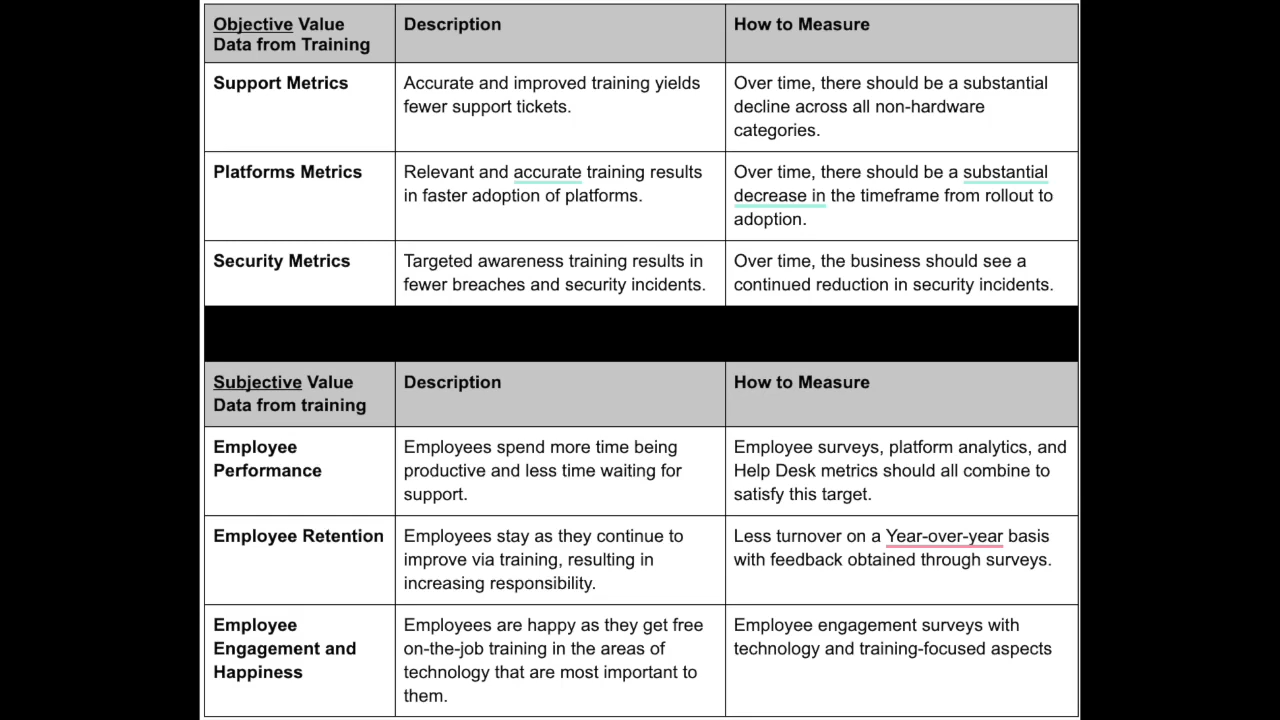 Objective Value
Data from Training
Description
How to Measure
Support Metrics
Accurate and improved training yields
fewer support tickets.
Over time, there should be a substantial
decline across all non-hardware
categories.
Platforms Metrics
Relevant and accurate training results
in faster adoption of platforms.
Over time, there should be a substantial
decrease in the timeframe from rollout to
adoption.
Security Metrics
Targeted awareness training results in
fewer breaches and security incidents.
Over time, the business should see a
continued reduction in security incidents.
Subjective Value
Data from training
Description
How to Measure
Employee
Performance
Employees spend more time being
productive and less time waiting for
support.
Employee surveys, platform analytics, and
Help Desk metrics should all combine to
satisfy this target.
Employee Retention
Employees stay as they continue to
improve via training, resulting in
increasing responsibility.
Less turnover on a Year-over-year basis
with feedback obtained through surveys.
Employee
Engagement and
Happiness
Employees are happy as they get free
on-the-job training in the areas of
technology that are most important to
them.
Employee engagement surveys with
technology and training-focused aspects